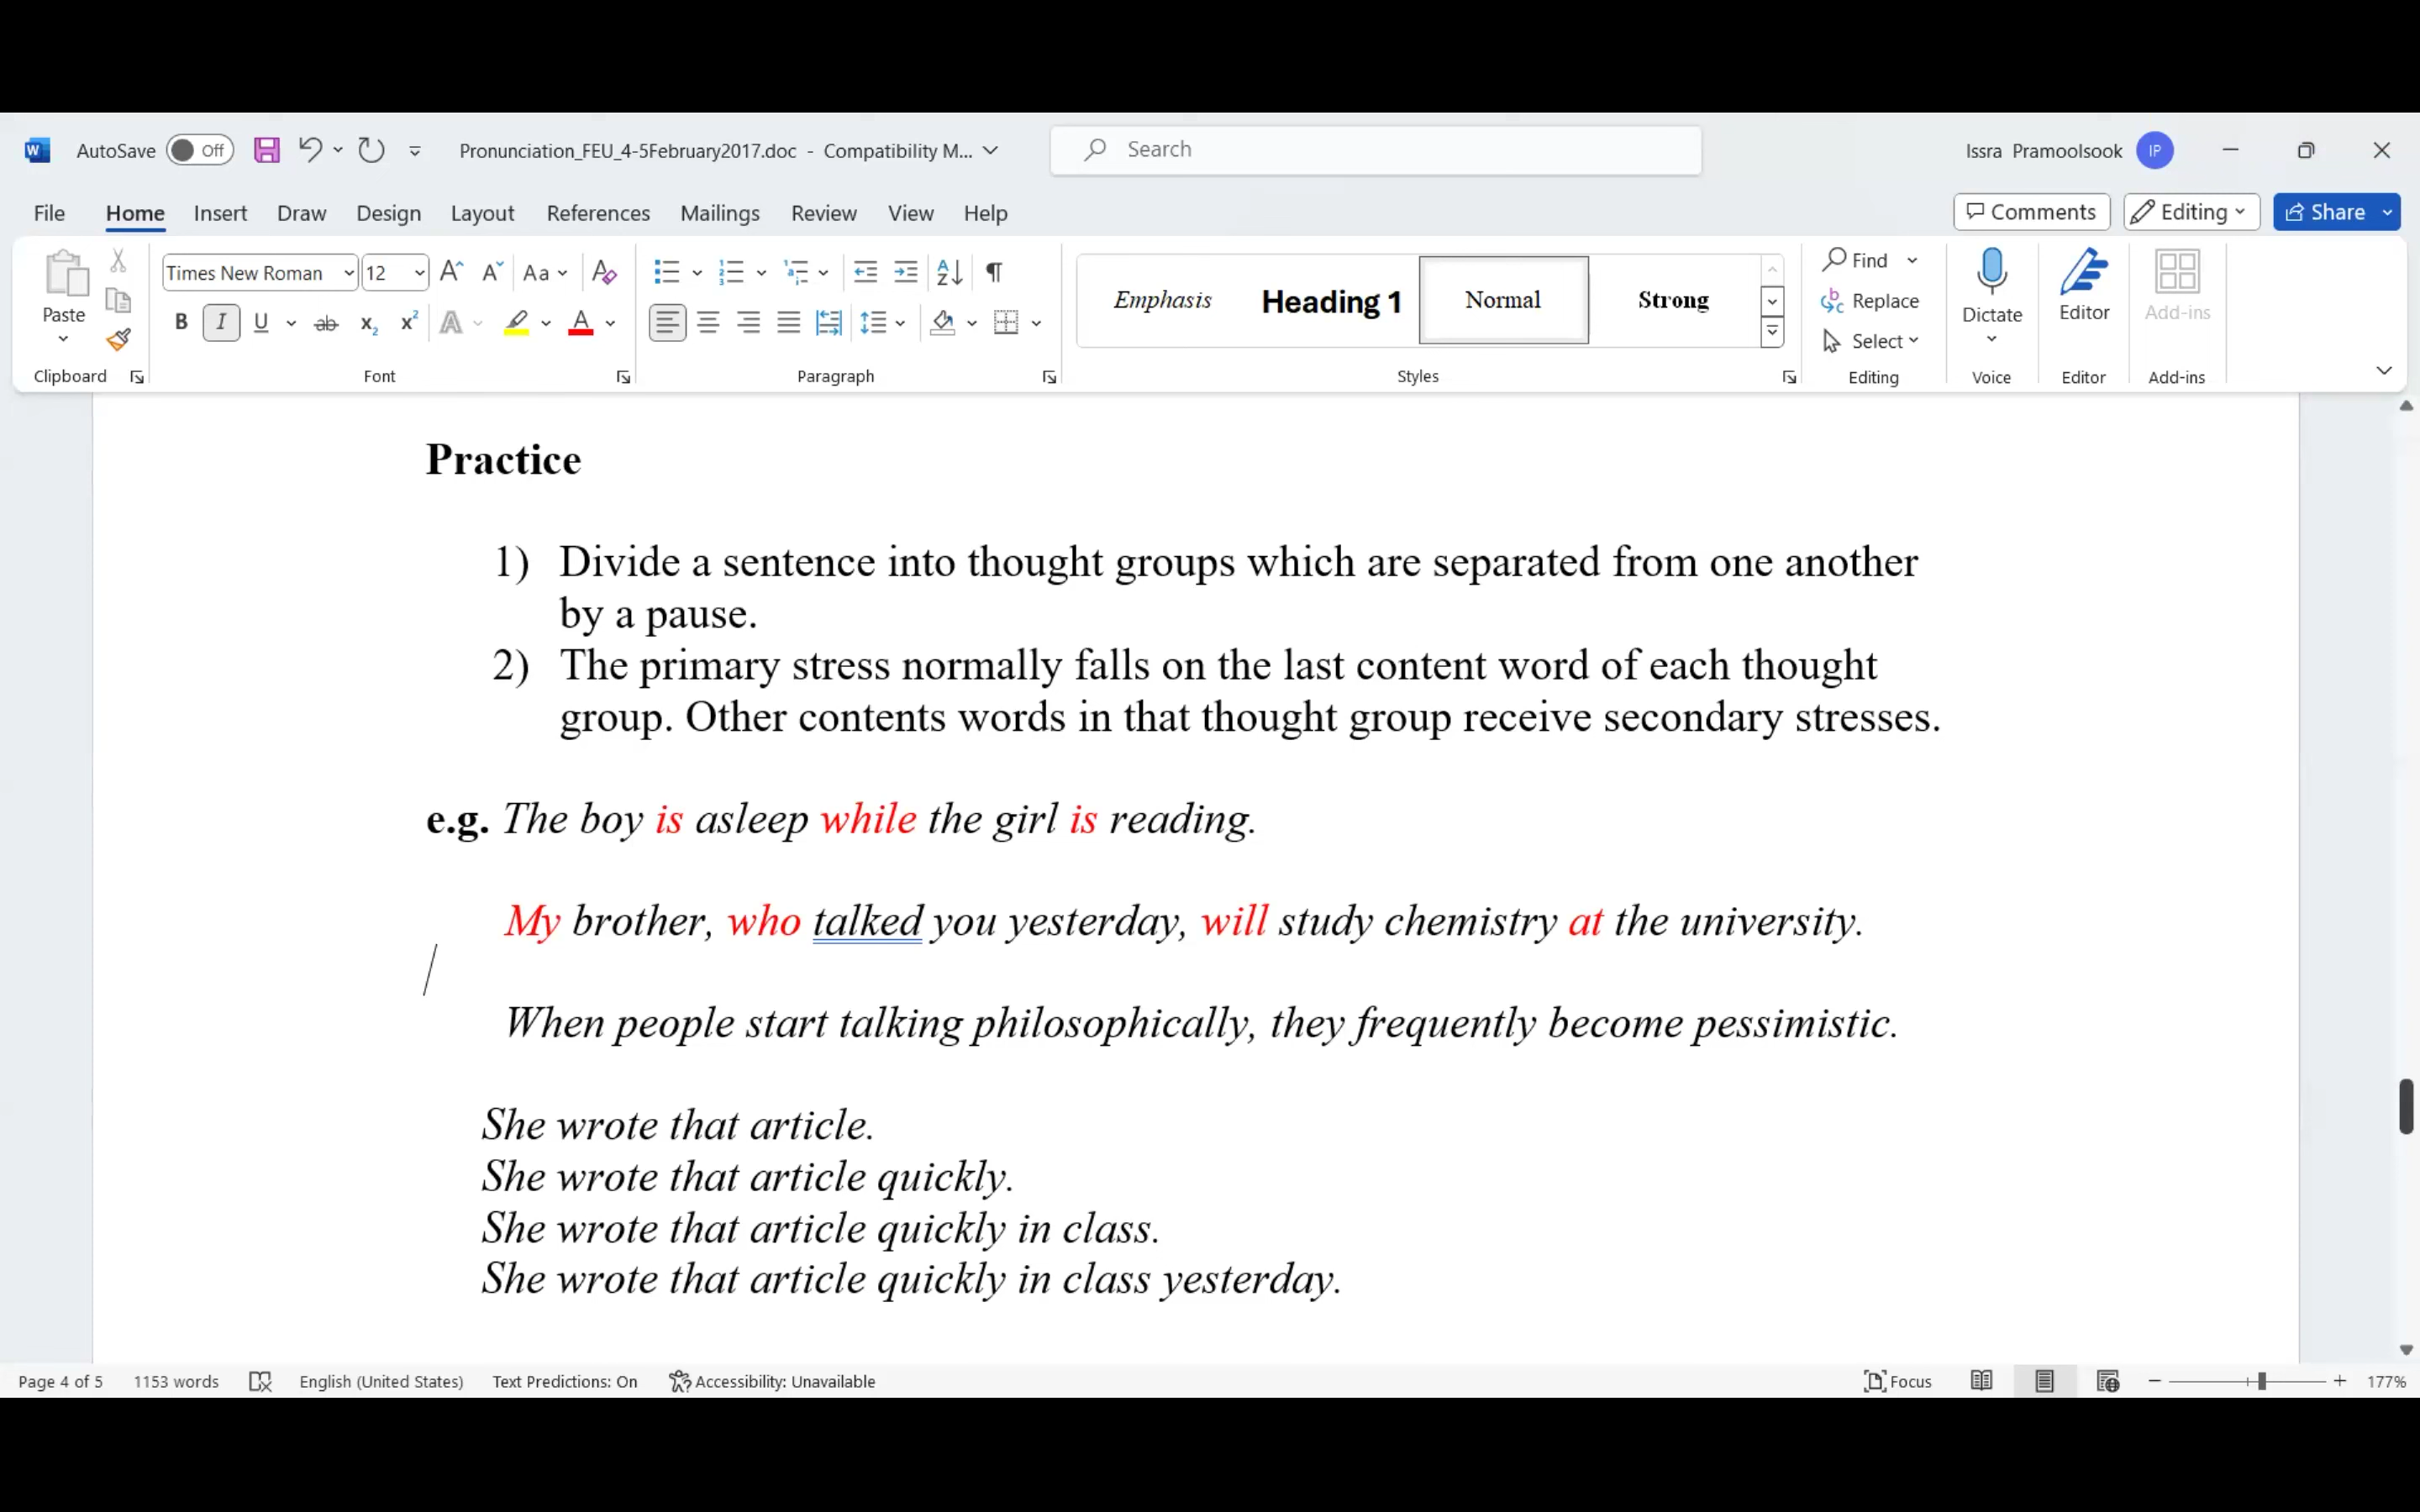 AutoSave Off Pronunciation_FEU_4-5February2017.doc - Compatibility M... Search Issra Pramoolsook IP
File Home Insert Draw Design Layout References Mailings Review View Help Comments Editing Share
Paste Times New Roman 12 Aa Emphasis Heading 1 Normal Strong Find Replace Select Dictate Editor Add-ins
Clipboard Font Paragraph Styles Editing Voice Editor Add-ins
Practice
1) Divide a sentence into thought groups which are separated from one another
by a pause.
2) The primary stress normally falls on the last content word of each thought
group. Other contents words in that thought group receive secondary stresses.
e.g. The boy is asleep while the girl is reading.
My brother, who talked you yesterday, will study chemistry at the university.
When people start talking philosophically, they frequently become pessimistic.
She wrote that article.
She wrote that article quickly.
She wrote that article quickly in class.
She wrote that article quickly in class yesterday.
Page 4 of 5 1153 words English (United States) Text Predictions: On Accessibility: Unavailable Focus 177%